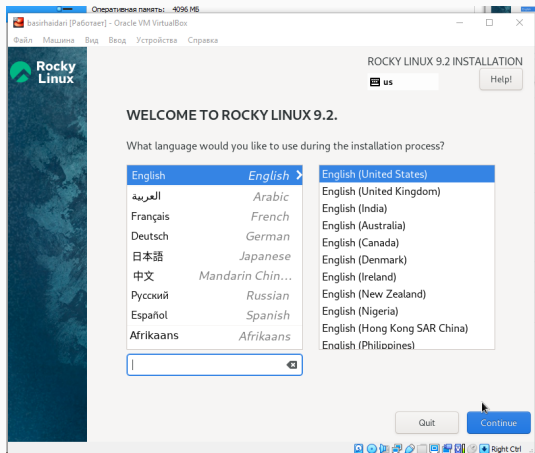 Оперативная память: 4096 МБ
basirhaidari [Работает] - Oracle VM VirtualBox
Файл Машина Вид Ввод Устройства Справка
Rocky
Linux
ROCKY LINUX 9.2 INSTALLATION
us
Help!
WELCOME TO ROCKY LINUX 9.2.
What language would you like to use during the installation process?
English English
العربية Arabic
Français French
Deutsch German
日本語 Japanese
中文 Mandarin Chin...
Русский Russian
Español Spanish
Afrikaans Afrikaans
English (United States)
English (United Kingdom)
English (India)
English (Australia)
English (Canada)
English (Denmark)
English (Ireland)
English (New Zealand)
English (Nigeria)
English (Hong Kong SAR China)
English (Philippines)
Quit
Continue
Right Ctrl